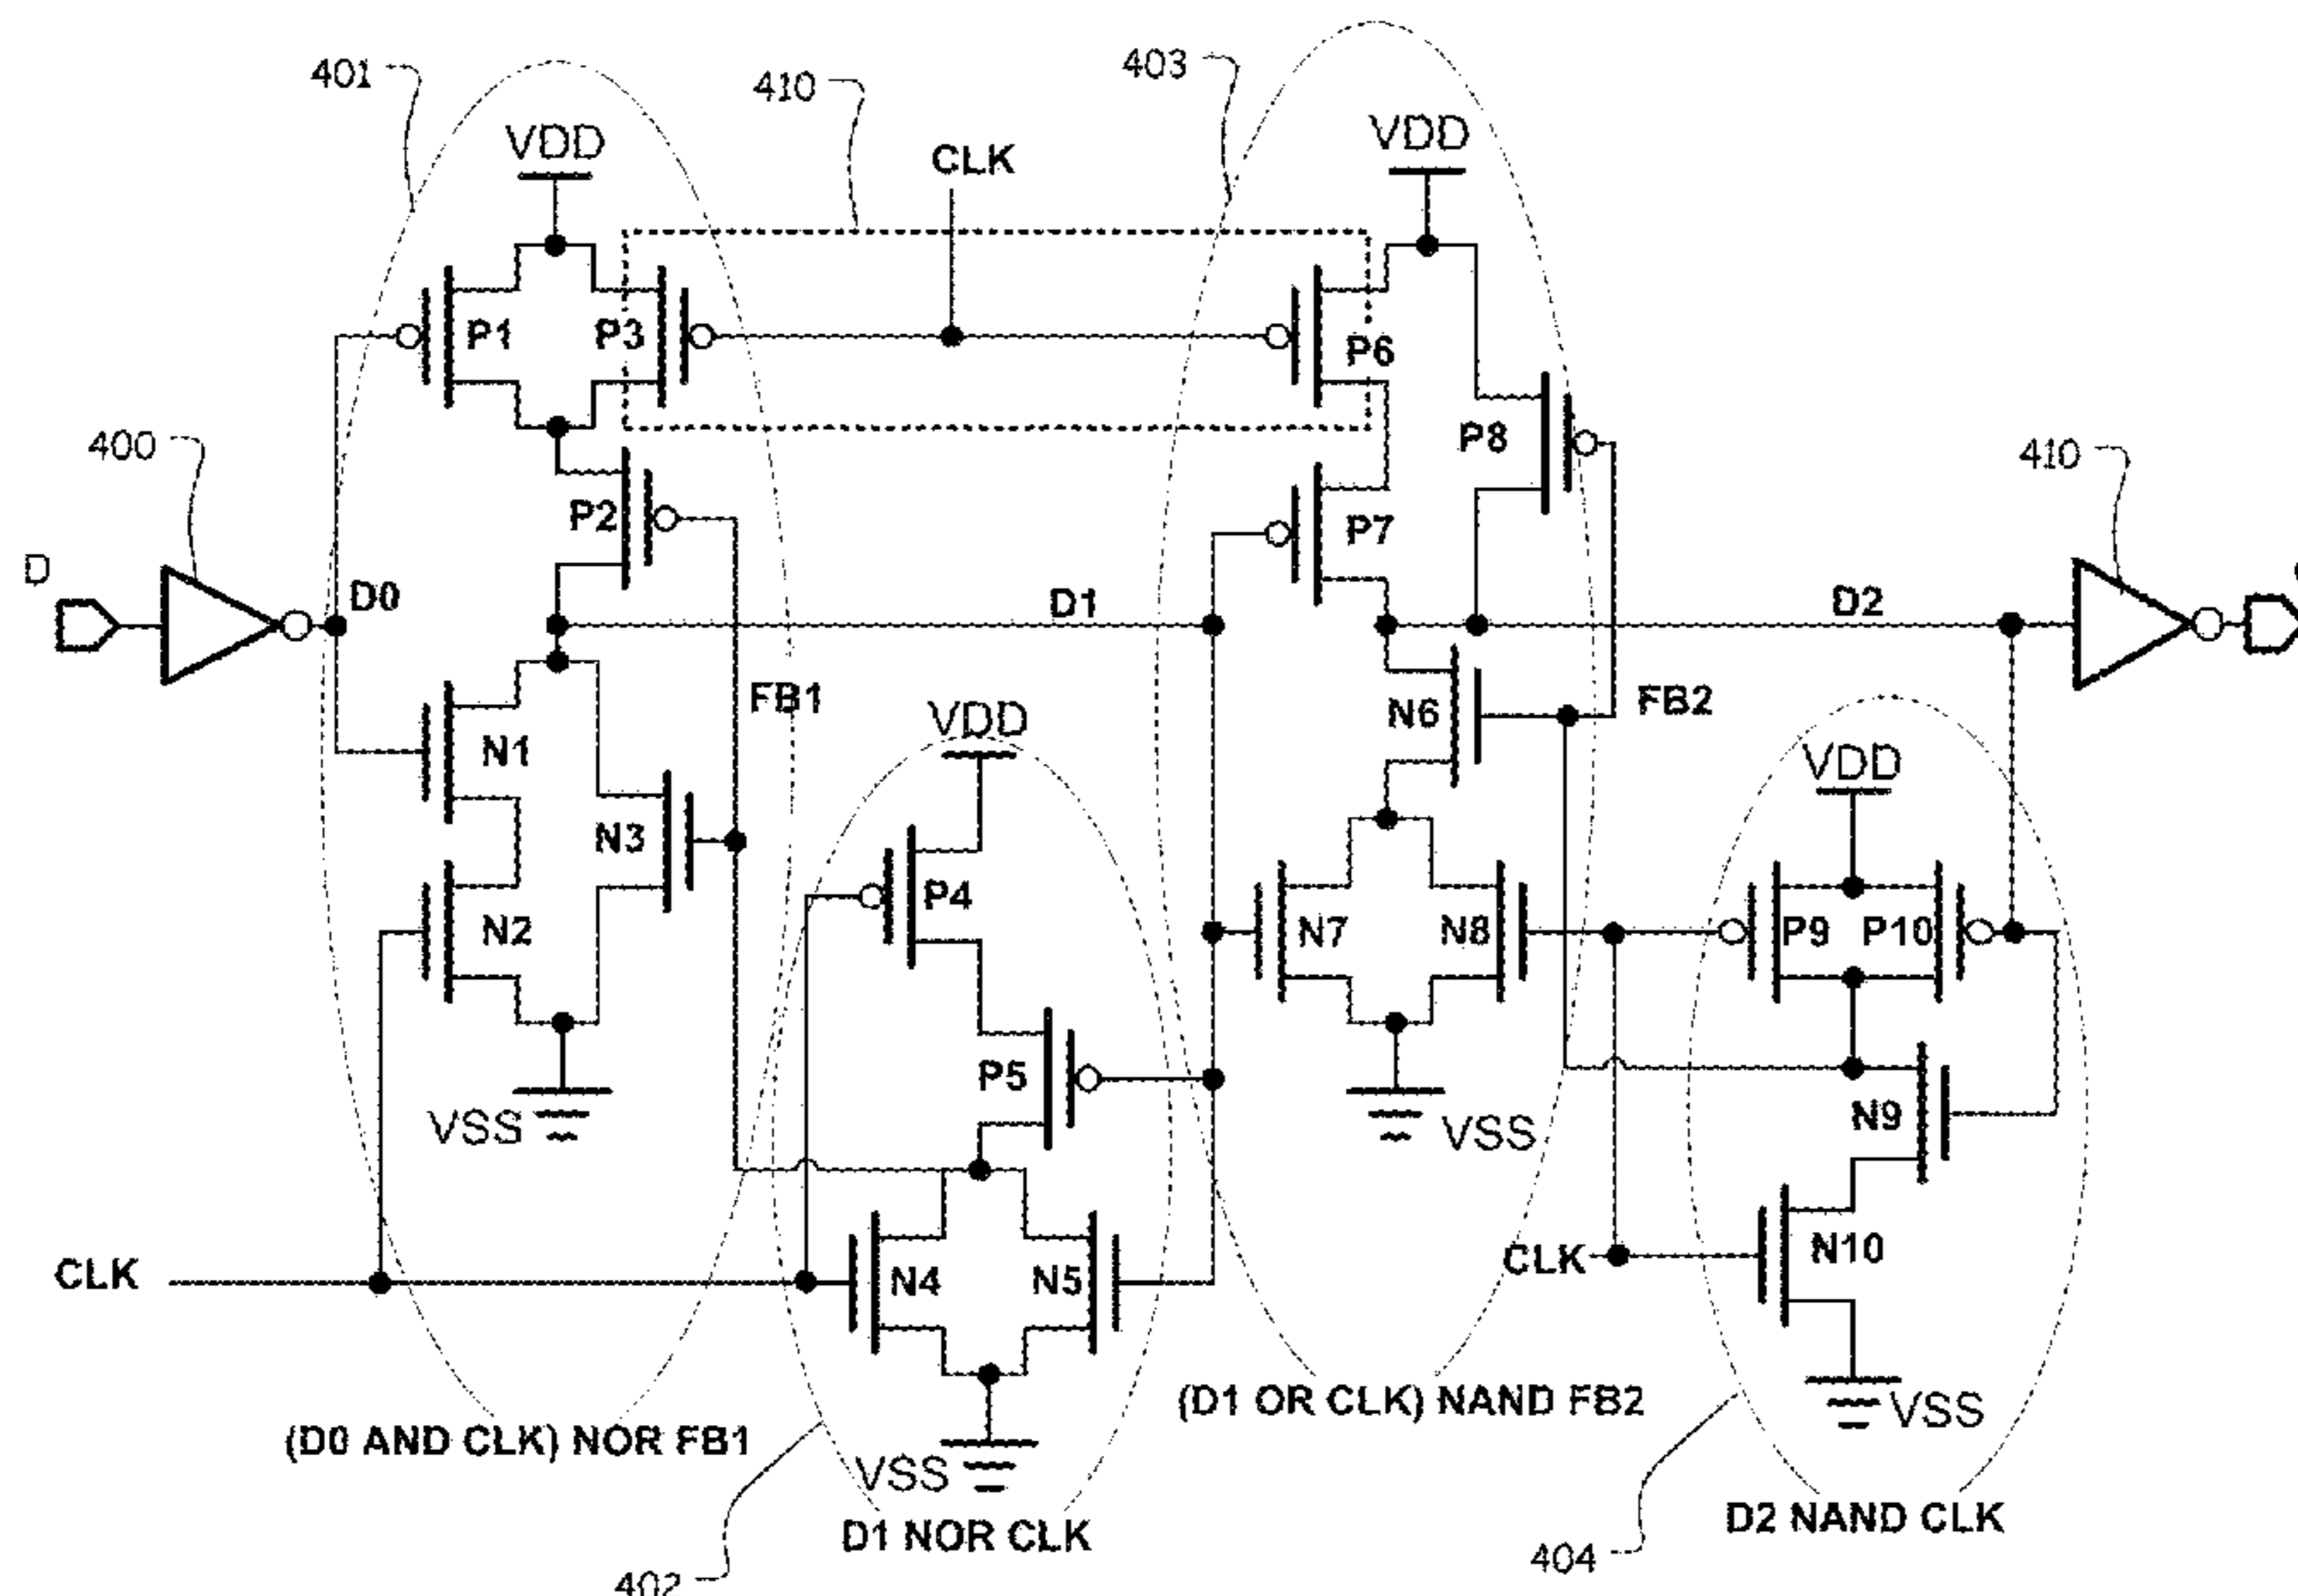 401
410
403
VDD
CLK
VDD
P1
P3
P6
400
P2
P8
410
P7
D
D0
D1
D2
FB1
N6
FB2
N1
VDD
VDD
N3
P4
N2
N7
N8
P9
P10
P5
N9
VSS
VSS
CLK
N4
N5
CLK
N10
(D0 AND CLK) NOR FB1
(D1 OR CLK) NAND FB2
VSS
VSS
D1 NOR CLK
D2 NAND CLK
402
404